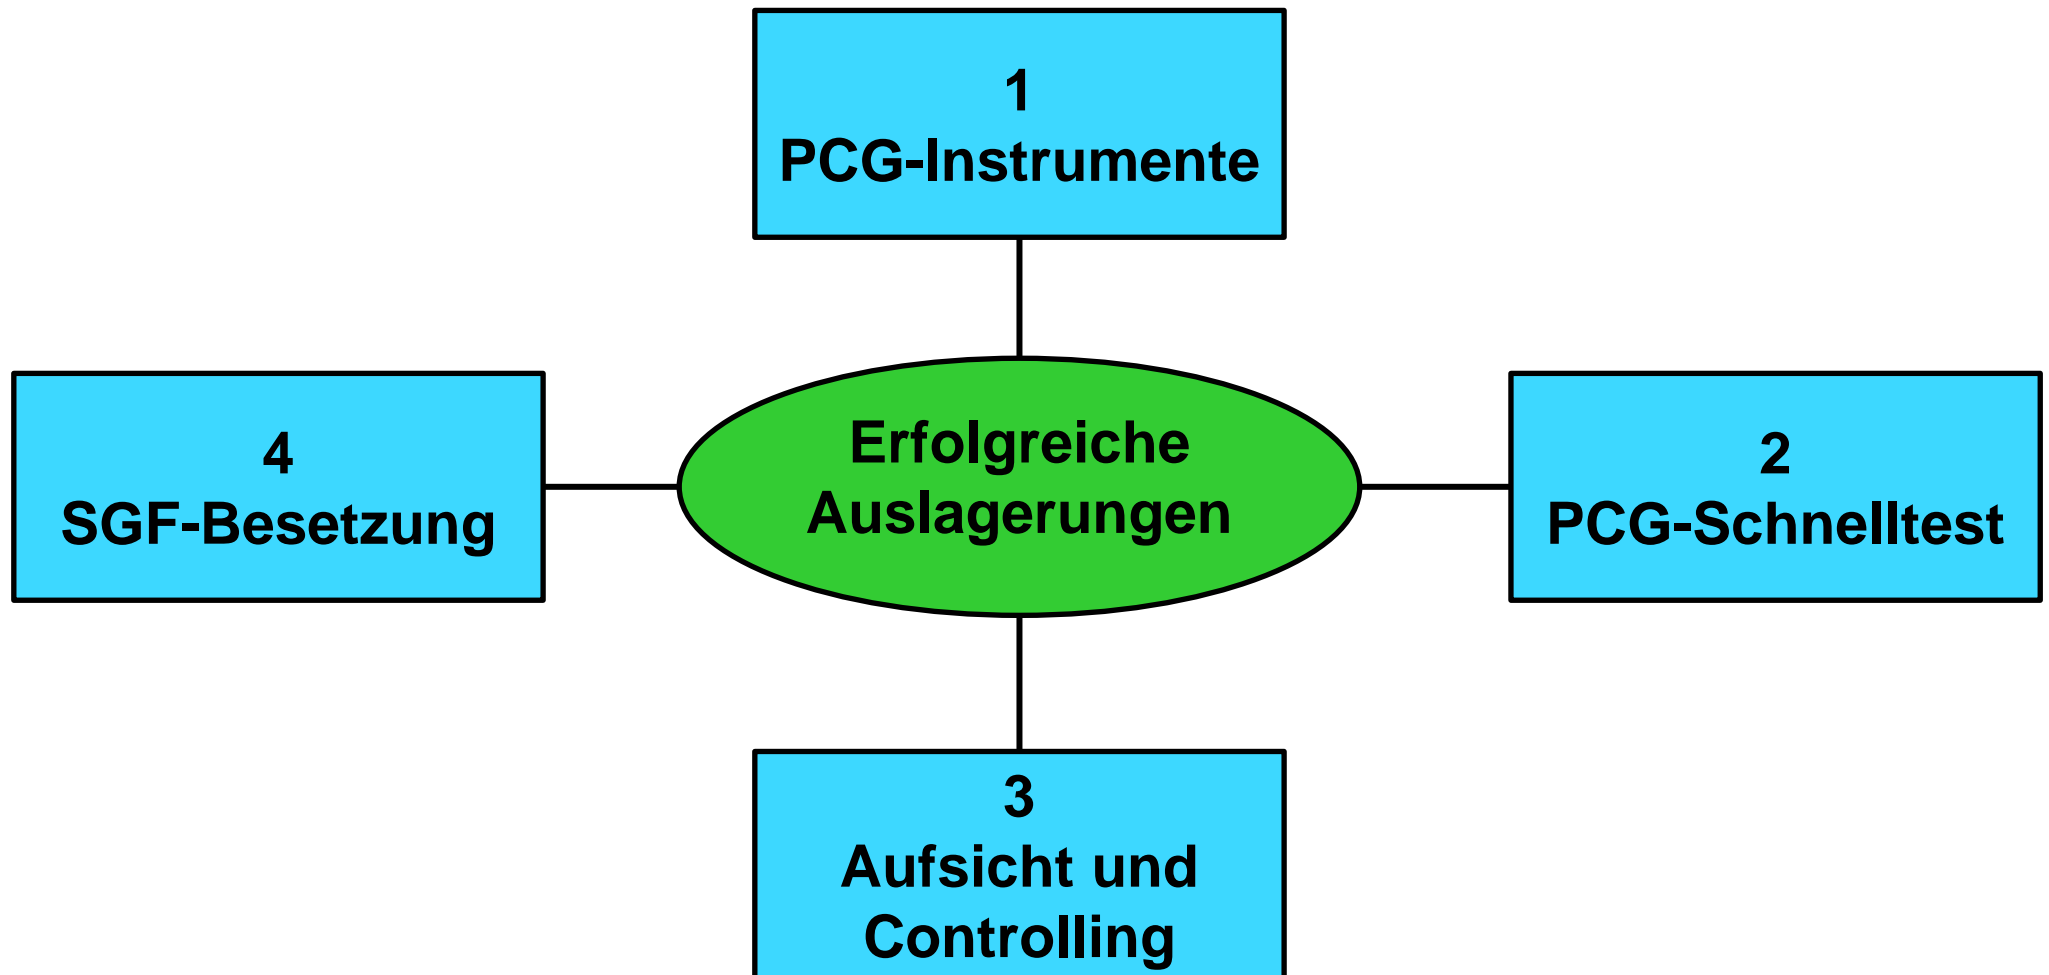 1
PCG-Instrumente
4
SGF-Besetzung
Erfolgreiche
Auslagerungen
2
PCG-Schnelltest
3
Aufsicht und
Controlling